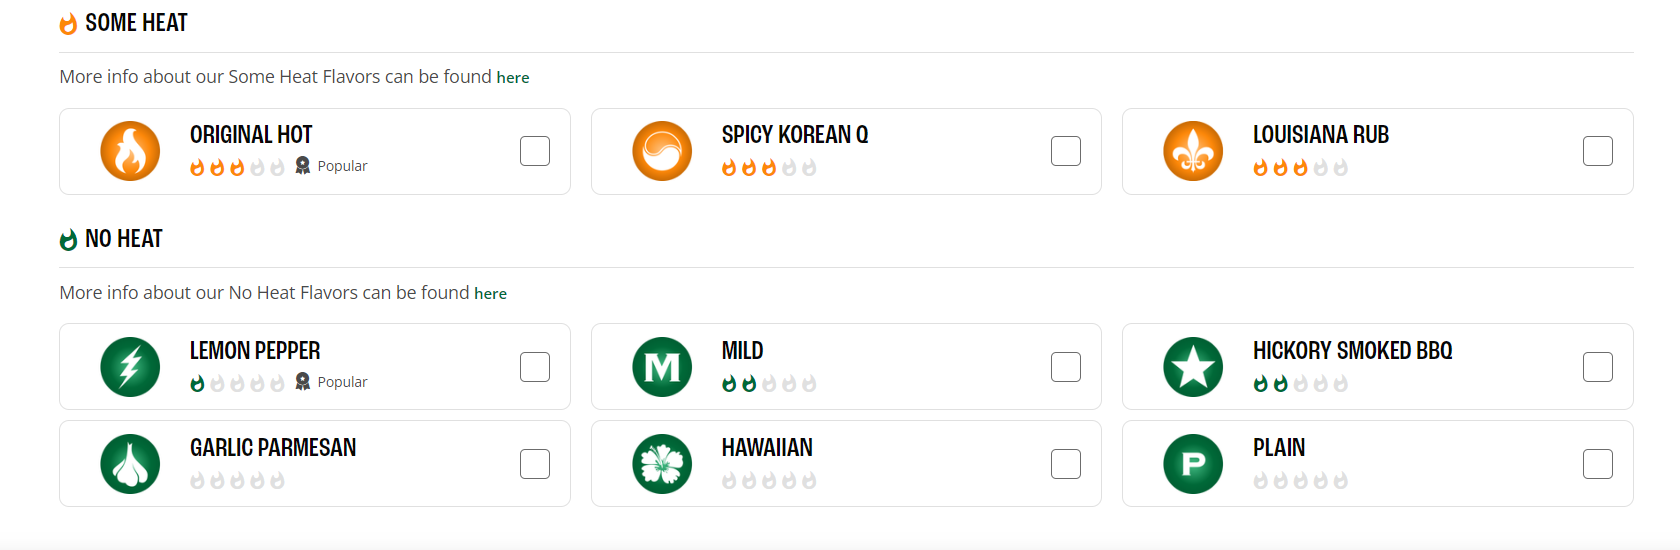 SOME HEAT
More info about our Some Heat Flavors can be found here
ORIGINAL HOT
Popular
SPICY KOREAN Q
LOUISIANA RUB
NO HEAT
More info about our No Heat Flavors can be found here
LEMON PEPPER
Popular
M
MILD
HICKORY SMOKED BBQ
GARLIC PARMESAN
HAWAIIAN
P
PLAIN